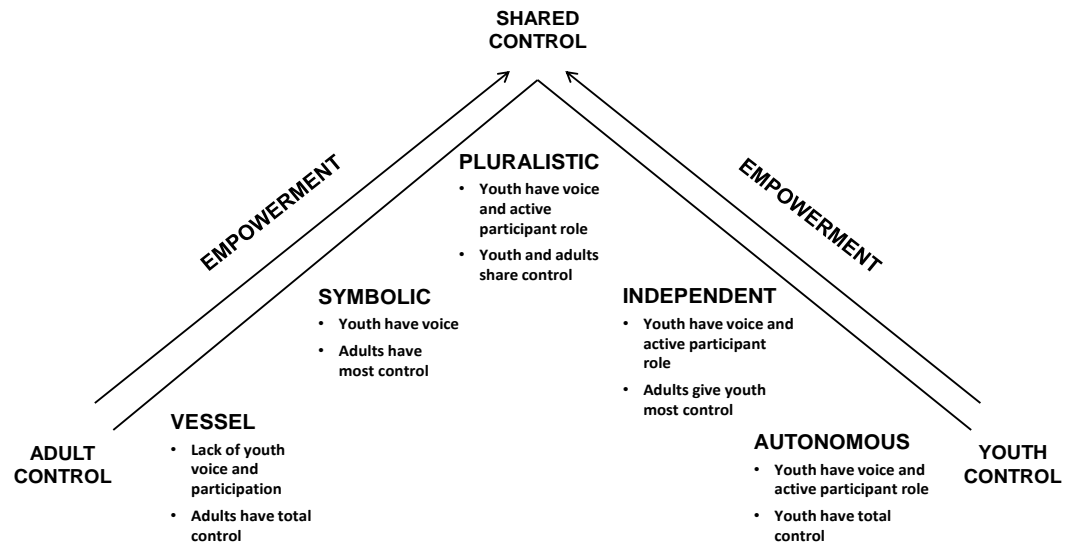 SHARED
CONTROL
EMPOWERMENT
EMPOWERMENT
PLURALISTIC
• Youth have voice
and active
participant role
• Youth and adults
share control
SYMBOLIC
• Youth have voice
• Adults have
most control
INDEPENDENT
• Youth have voice and
active participant
role
• Adults give youth
most control
VESSEL
• Lack of youth
voice and
participation
• Adults have total
control
ADULT
CONTROL
AUTONOMOUS
• Youth have voice and
active participant role
• Youth have total
control
YOUTH
CONTROL